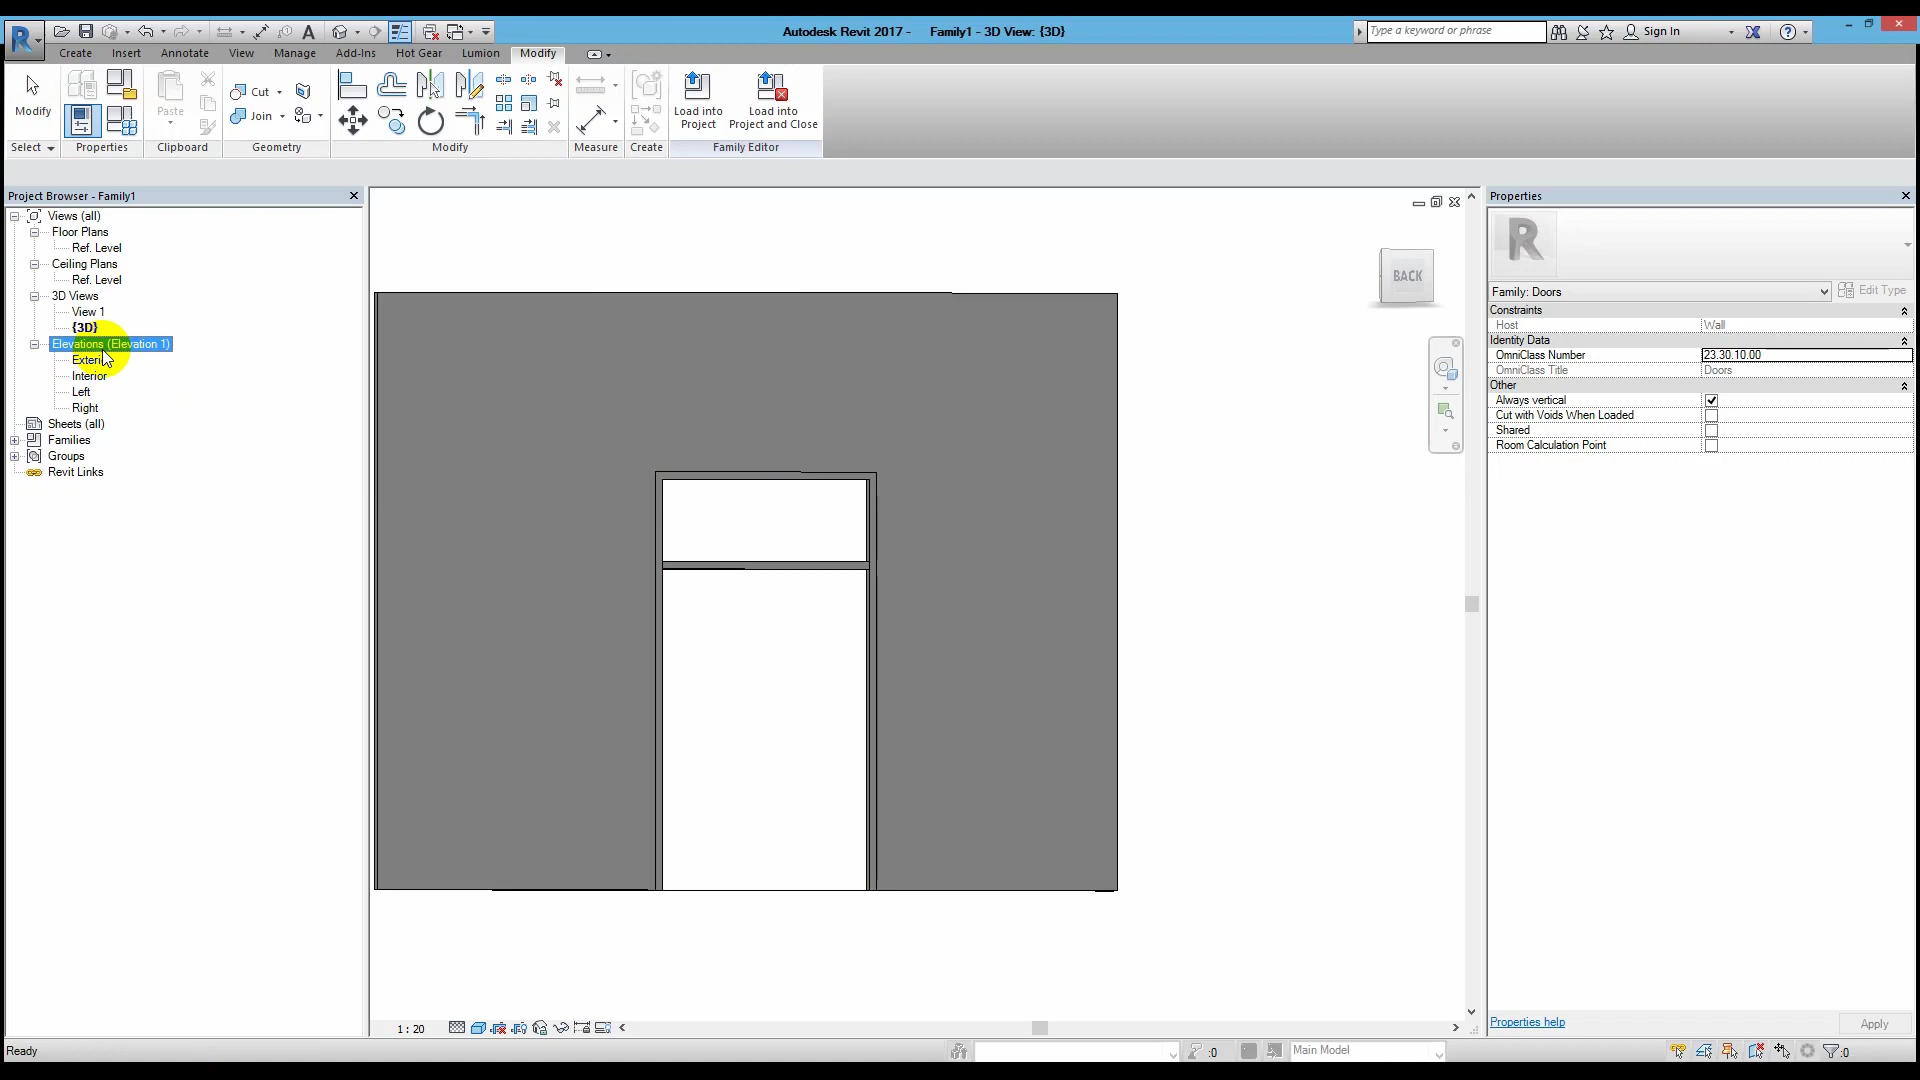 Autodesk Revit 2017 - Family1 - 3D View: {3D}
Type a keyword or phrase
Sign In
Create Insert Annotate View Manage Add-Ins Hot Gear Lumion Modify
Modify
Paste
Cut
Join
Load into Project
Load into Project and Close
Select Properties Clipboard Geometry Modify Measure Create Family Editor
Project Browser - Family1
Views (all)
Floor Plans
Ref. Level
Ceiling Plans
Ref. Level
3D Views
View 1
{3D}
Elevations (Elevation 1)
Exteri
Interior
Left
Right
Sheets (all)
Families
Groups
Revit Links
BACK
Properties
R
Family: Doors
Edit Type
Constraints
Host Wall
Identity Data
OmniClass Number 23.30.10.00
OmniClass Title Doors
Other
Always vertical
Cut with Voids When Loaded
Shared
Room Calculation Point
Properties help
Apply
1 : 20
Ready
:0
Main Model
:0